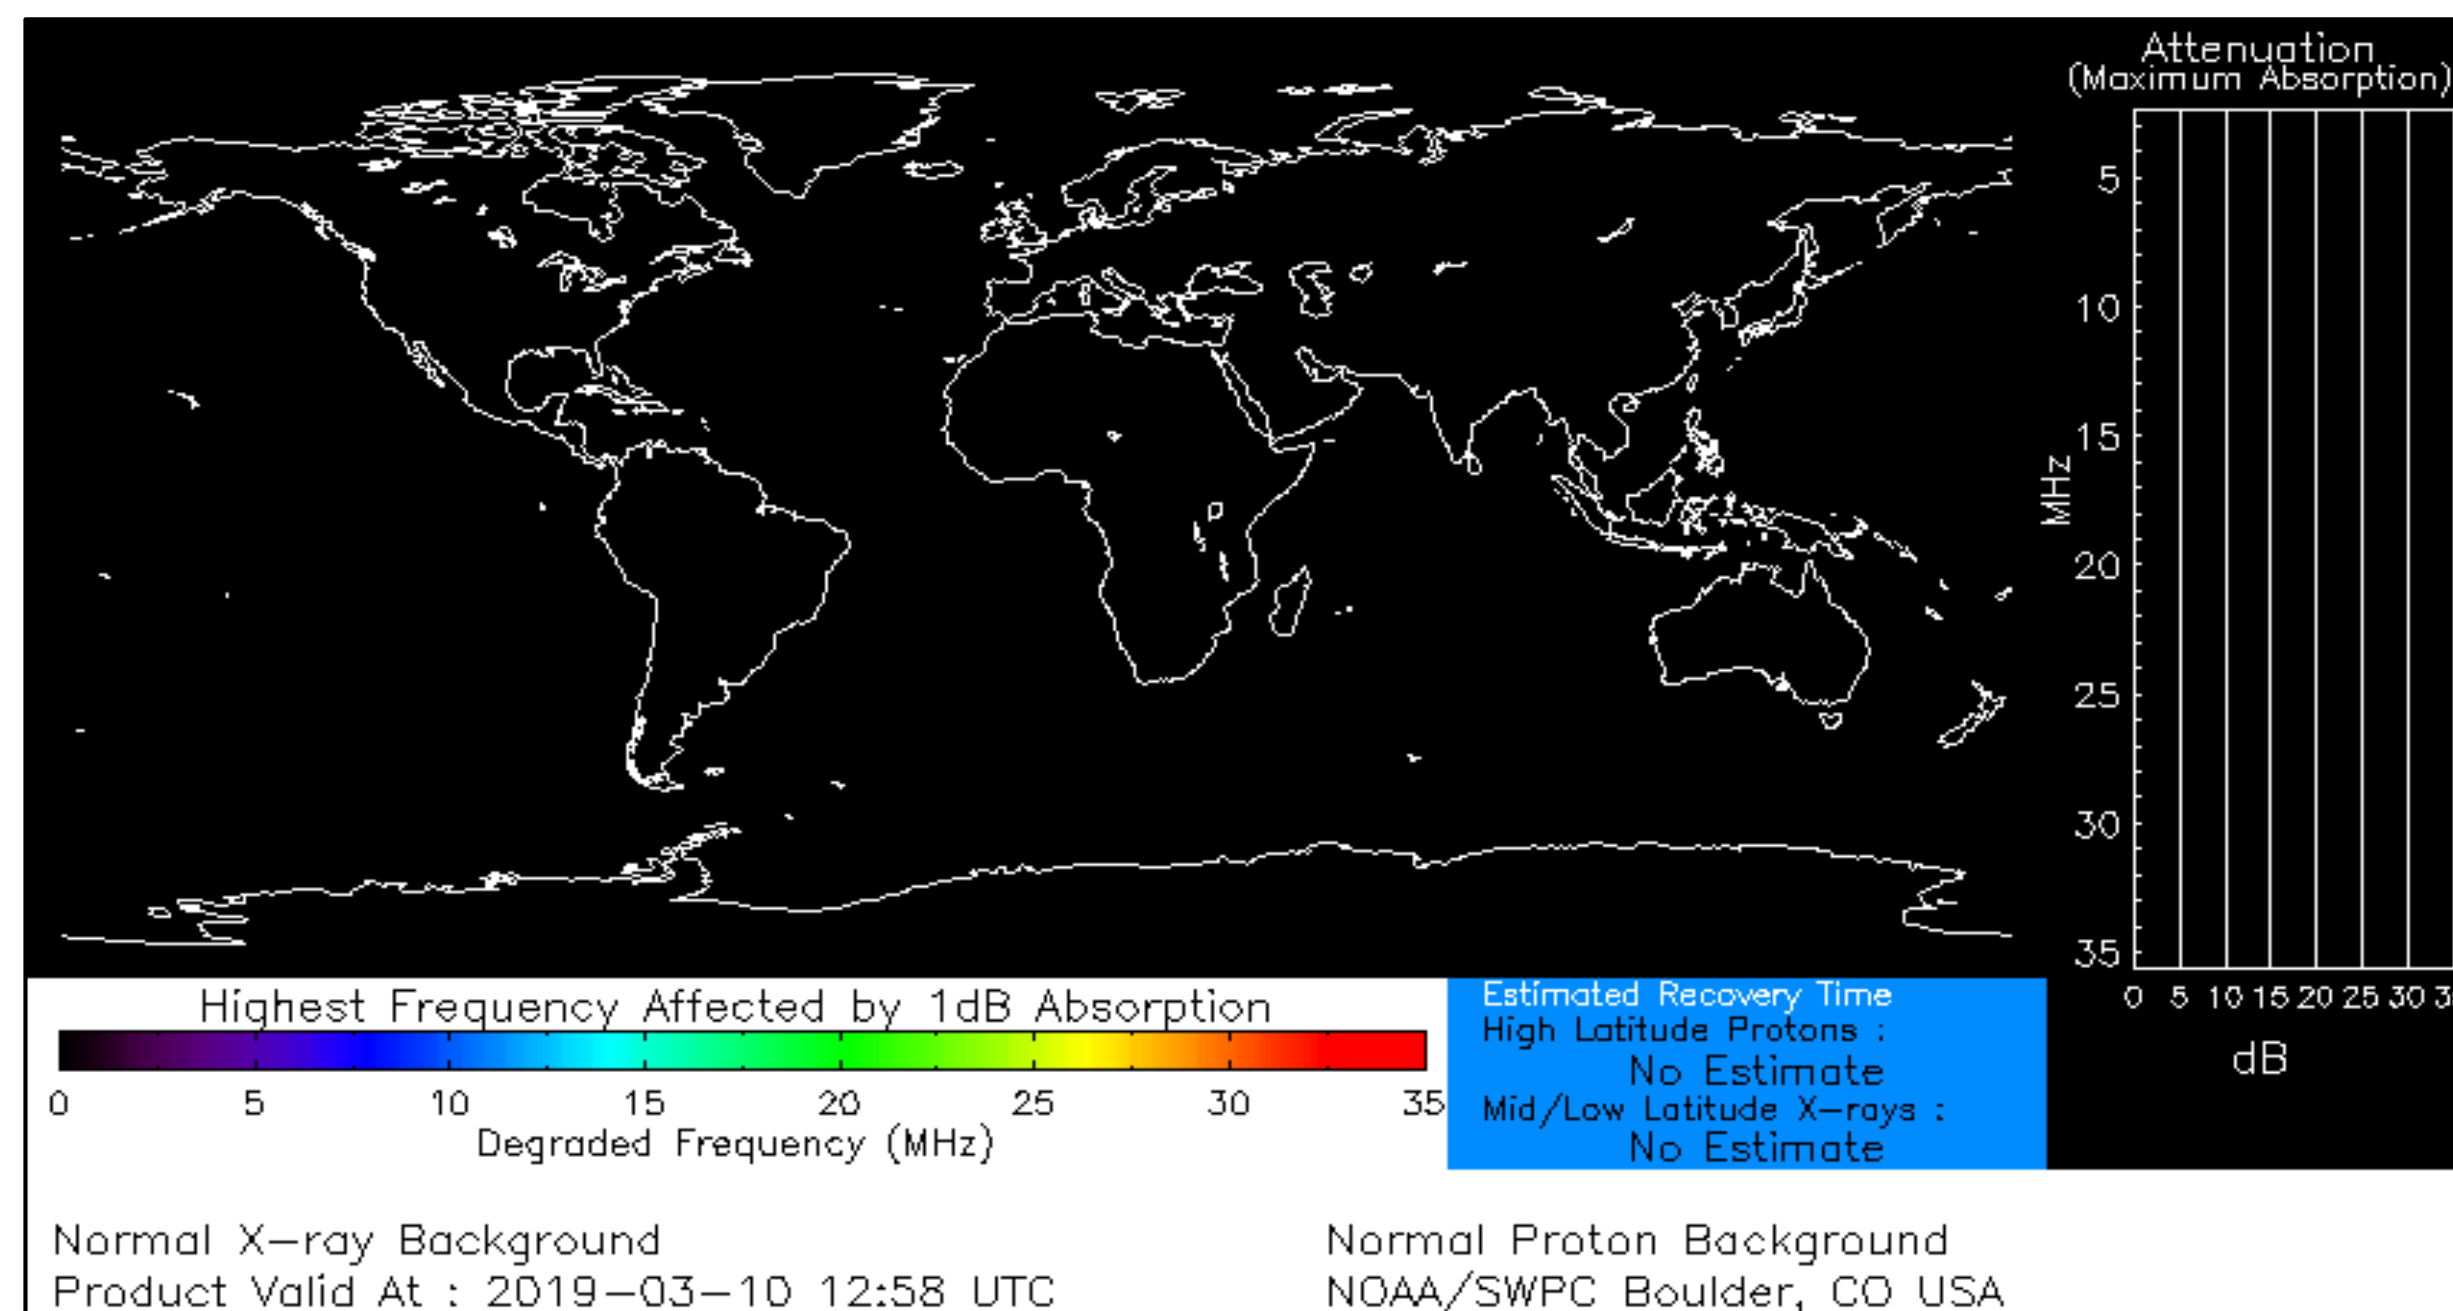 Attenuation
(Maximum Absorption)
5
10
15
20
25
30
35
MHz
0 5 10 15 20 25 30
dB
Highest Frequency Affected by 1dB Absorption
0 5 10 15 20 25 30 35
Degraded Frequency (MHz)
Estimated Recovery Time
High Latitude Protons :
No Estimate
Mid/Low Latitude X-rays :
No Estimate
Normal X-ray Background
Normal Proton Background
Product Valid At : 2019-03-10 12:58 UTC
NOAA/SWPC Boulder, CO USA